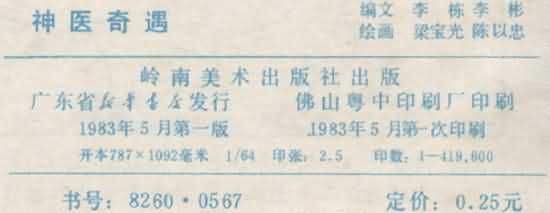 神医奇遇
编文 李栋 李彬
绘画 梁宝光 陈以忠
岭南美术出版社出版
广东省新华书店发行 佛山粤中印刷厂印刷
1983年5月第一版 1983年5月第一次印刷
开本787×1092毫米 1/64 印张：2.5 印数：1—419,600
书号：8260·0567 定价：0.25元